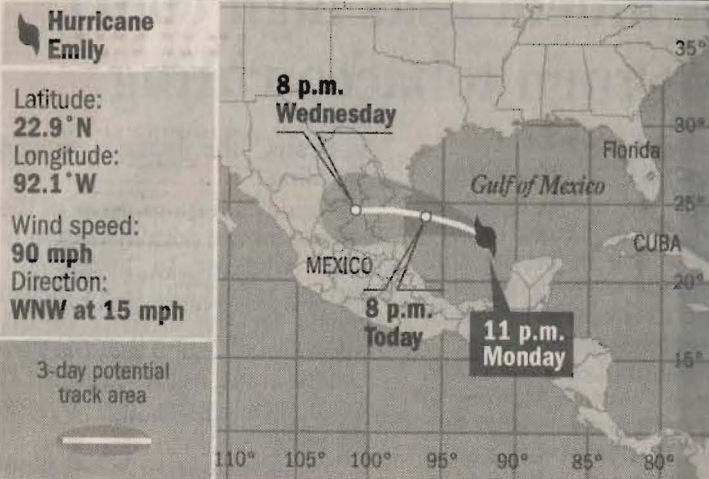 Hurricane
Emily
Latitude:
22.9°N
Longitude:
92.1°W
Wind speed:
90 mph
Direction:
WNW at 15 mph
3-day potential
track area
8 p.m.
Wednesday
Florida
Gulf of Mexico
CUBA
MEXICO
8 p.m.
Today
11 p.m.
Monday
35°
30°
25°
20°
15°
110° 105° 100° 95° 90° 85° 80°